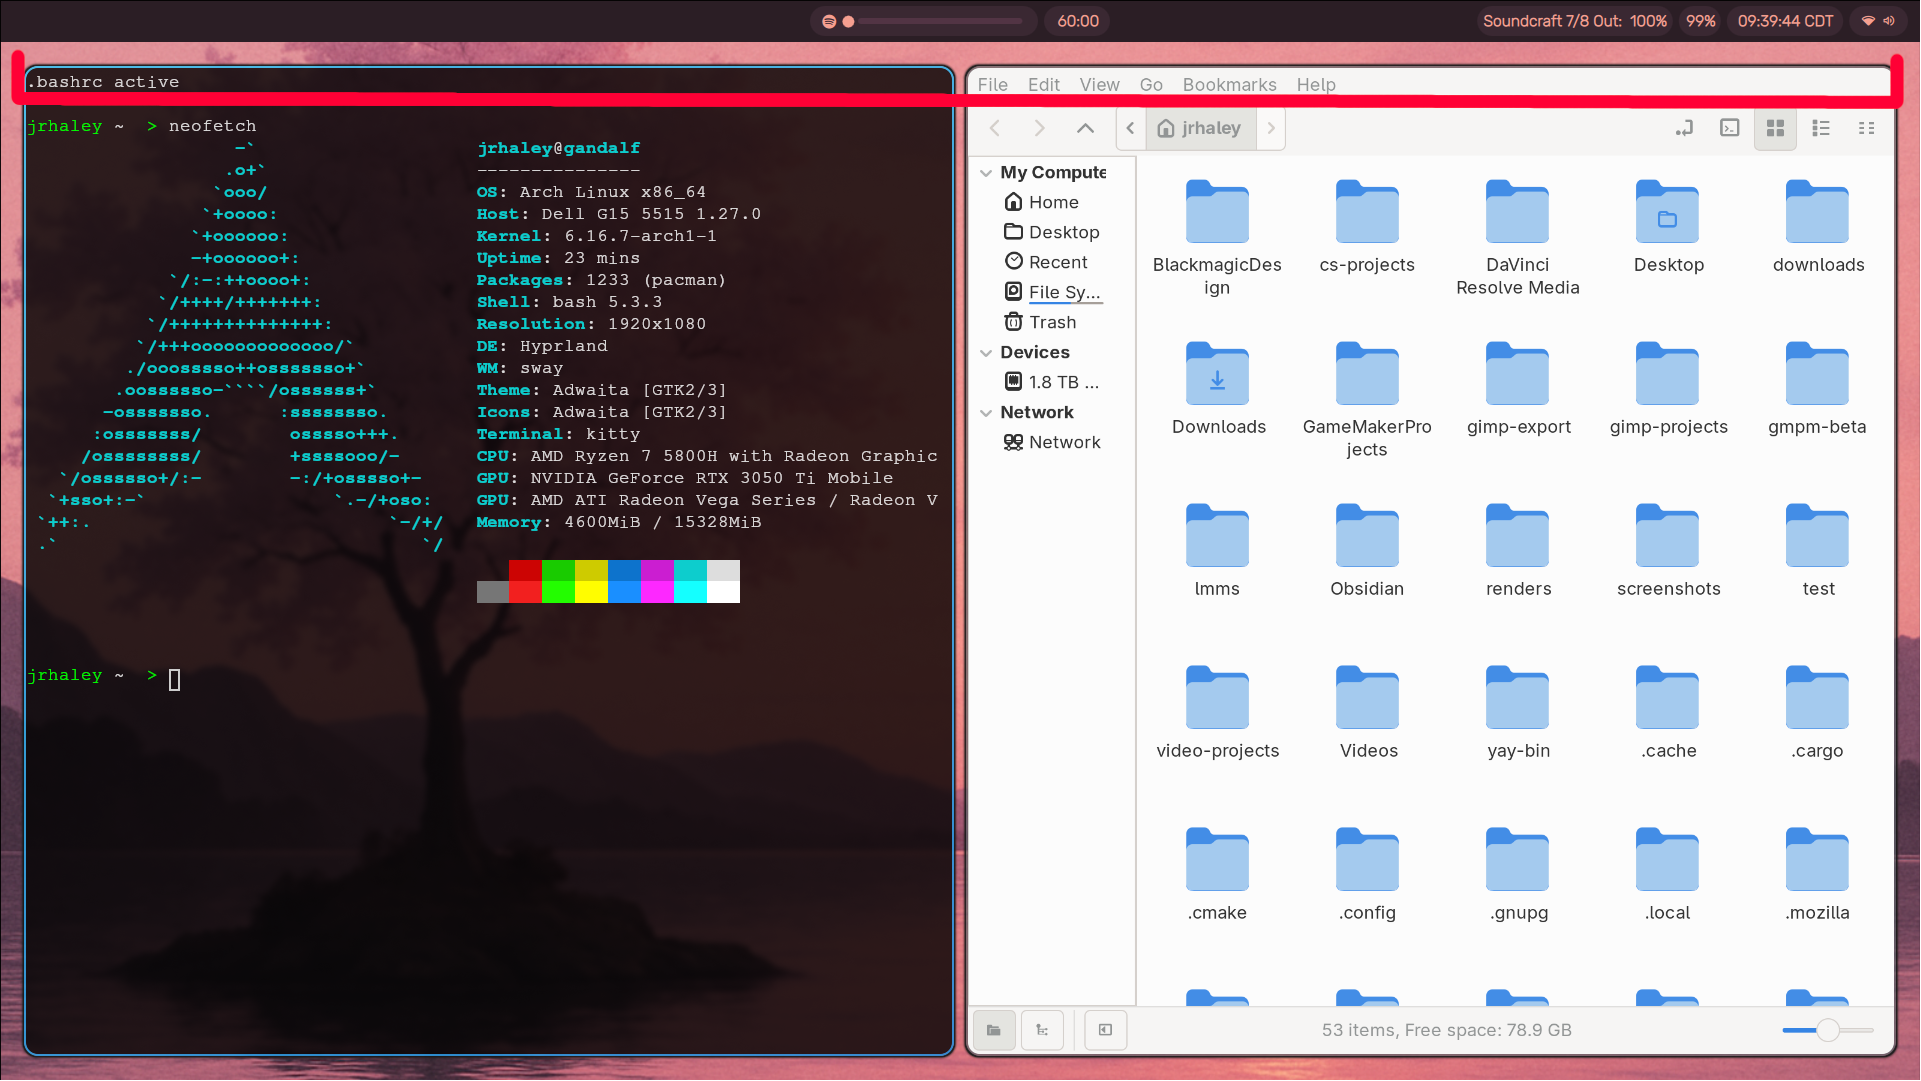 60:00
Soundcraft 7/8 Out: 100%
99%
09:39:44 CDT
.bashrc active
jrhaley ~ > neofetch
-`
.o+`
`ooo/
`+oooo:
`+oooooo:
-+oooooo+:
`/:-:++oooo+:
`/++++/+++++++:
`/++++++++++++++:
`/+++ooooooooooooo/`
./ooosssso++osssssso+`
.oossssso-````/ossssss+`
-osssssso. :ssssssso.
:osssssss/ osssso+++.
/ossssssss/ +ssssooo/-
`/ossssso+/:- -:/+osssso+-
`+sso+:-` `.-/+oso:
`++:. `-/+/
.` `/
jrhaley@gandalf
---------------
OS: Arch Linux x86_64
Host: Dell G15 5515 1.27.0
Kernel: 6.16.7-arch1-1
Uptime: 23 mins
Packages: 1233 (pacman)
Shell: bash 5.3.3
Resolution: 1920x1080
DE: Hyprland
WM: sway
Theme: Adwaita [GTK2/3]
Icons: Adwaita [GTK2/3]
Terminal: kitty
CPU: AMD Ryzen 7 5800H with Radeon Graphic
GPU: NVIDIA GeForce RTX 3050 Ti Mobile
GPU: AMD ATI Radeon Vega Series / Radeon V
Memory: 4600MiB / 15328MiB
jrhaley ~ >
File Edit View Go Bookmarks Help
jrhaley
My Compute
Home
Desktop
Recent
File Sy...
Trash
Devices
1.8 TB ...
Network
Network
BlackmagicDes
ign
cs-projects
DaVinci
Resolve Media
Desktop
downloads
Downloads
GameMakerPro
jects
gimp-export
gimp-projects
gmpm-beta
lmms
Obsidian
renders
screenshots
test
video-projects
Videos
yay-bin
.cache
.cargo
.cmake
.config
.gnupg
.local
.mozilla
53 items, Free space: 78.9 GB